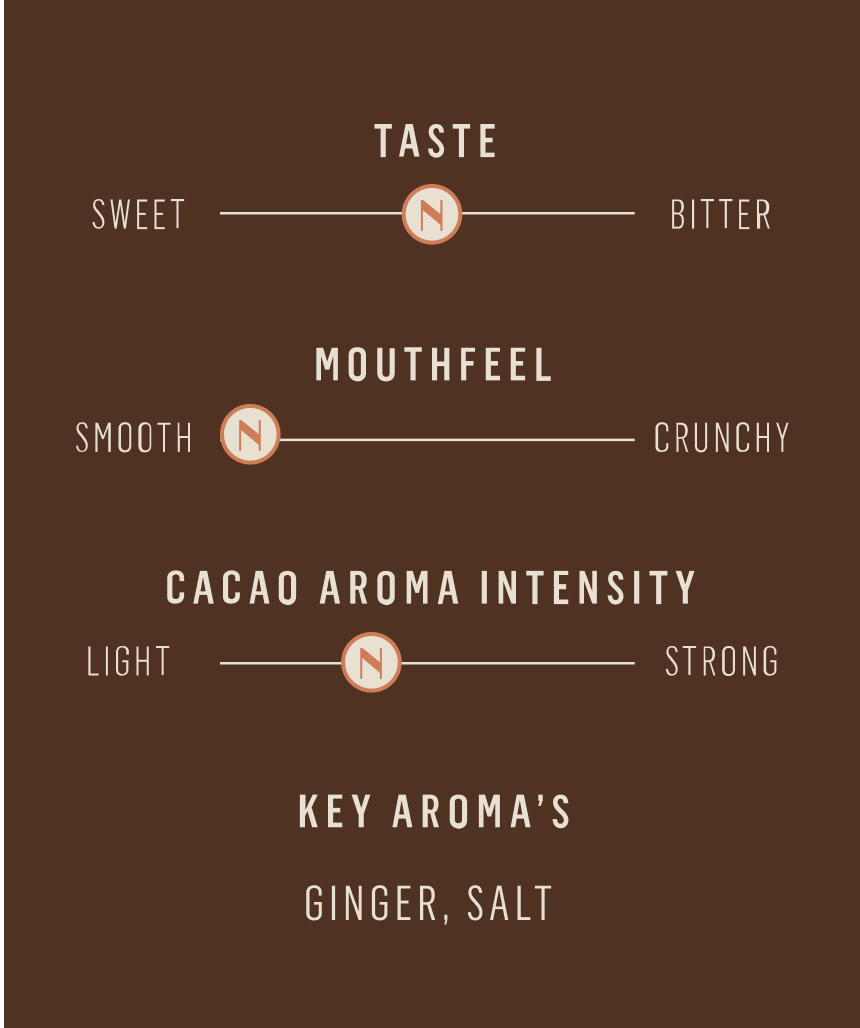 TASTE
SWEET N BITTER
MOUTHFEEL
SMOOTH N CRUNCHY
CACAO AROMA INTENSITY
LIGHT N STRONG
KEY AROMA’S
GINGER, SALT